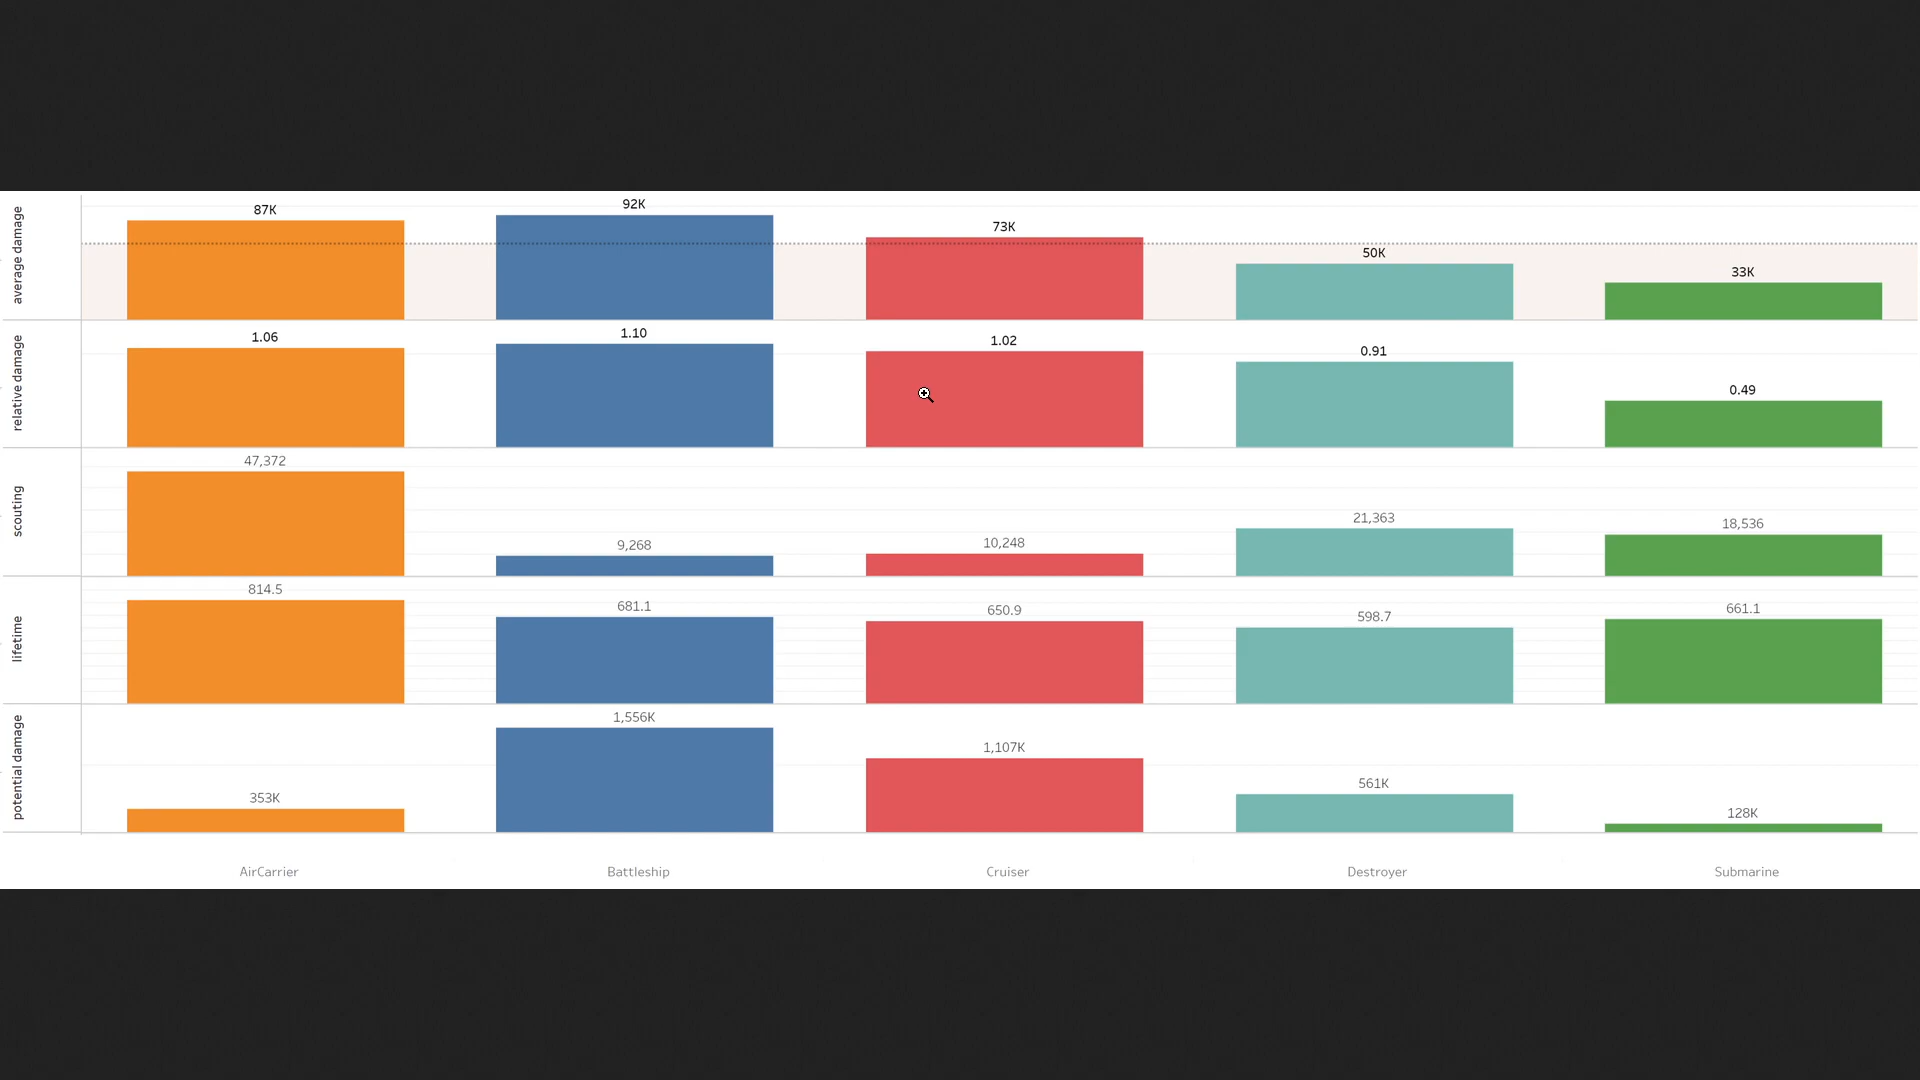 average damage
87K
92K
73K
50K
33K
relative damage
1.06
1.10
1.02
0.91
0.49
scouting
47,372
9,268
10,248
21,363
18,536
lifetime
814.5
681.1
650.9
598.7
661.1
potential damage
353K
1,556K
1,107K
561K
128K
AirCarrier
Battleship
Cruiser
Destroyer
Submarine